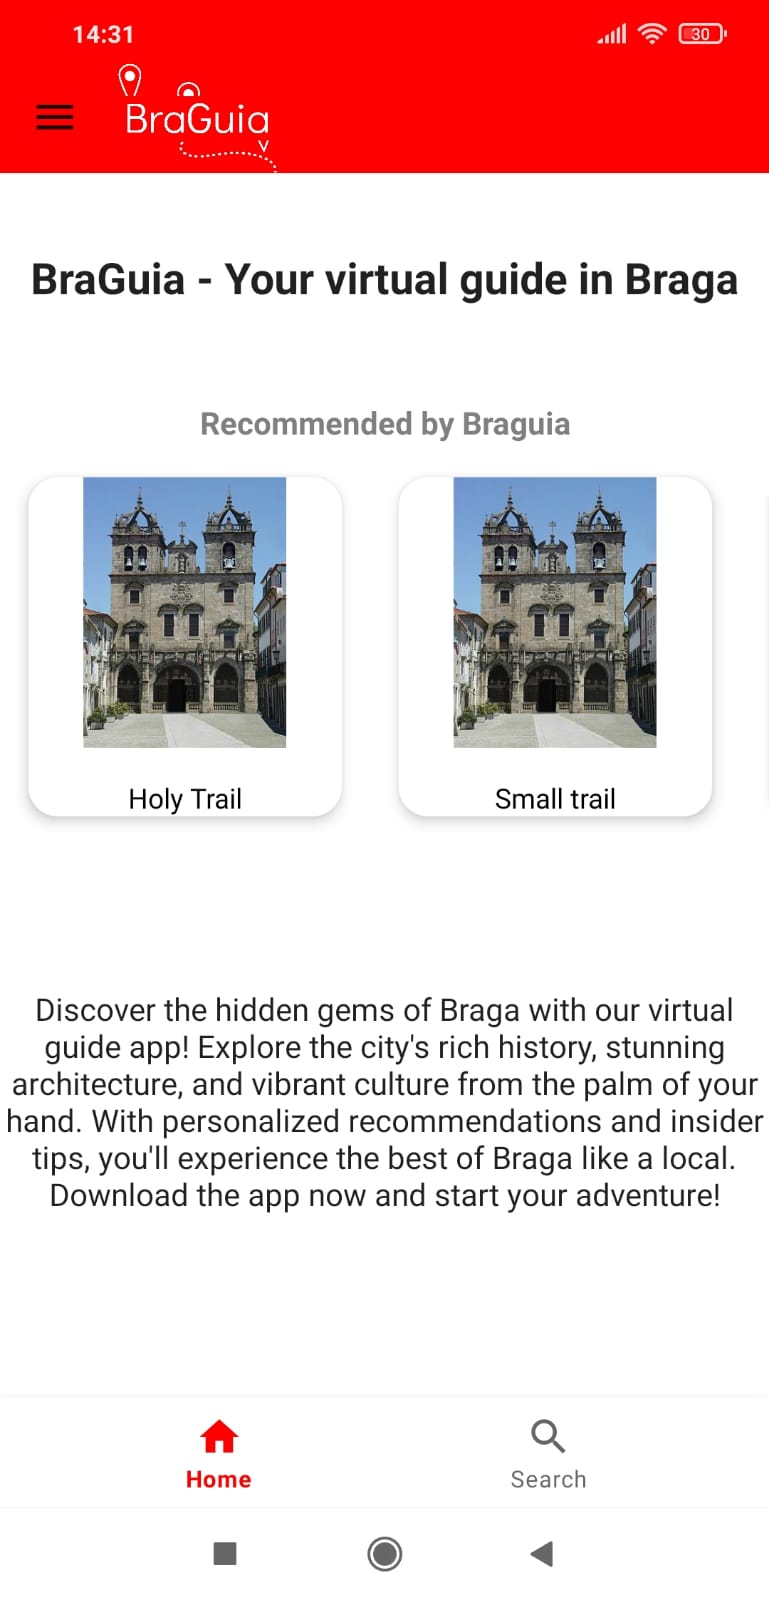 14:31
30
BraGuia
BraGuia - Your virtual guide in Braga
Recommended by Braguia
Holy Trail
Small trail
Discover the hidden gems of Braga with our virtual
guide app! Explore the city's rich history, stunning
architecture, and vibrant culture from the palm of your
hand. With personalized recommendations and insider
tips, you'll experience the best of Braga like a local.
Download the app now and start your adventure!
Home
Search